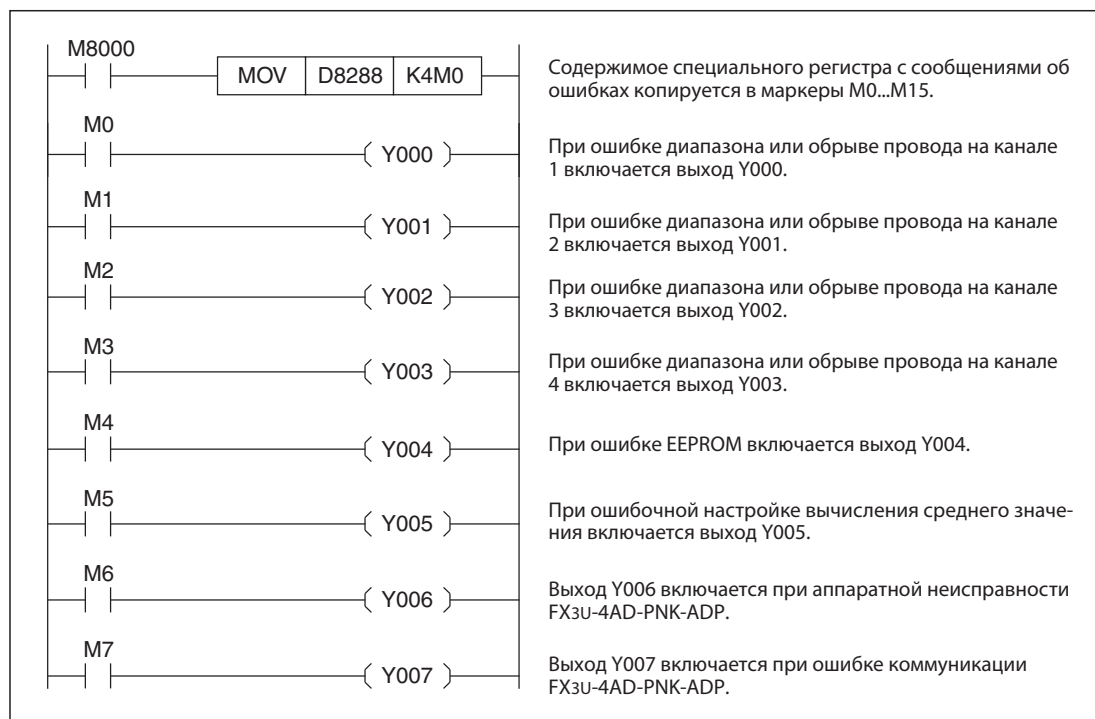 M8000
MOV D8288 K4M0
Содержимое специального регистра с сообщениями об
ошибках копируется в маркеры M0...M15.
M0
Y000
При ошибке диапазона или обрыве провода на канале
1 включается выход Y000.
M1
Y001
При ошибке диапазона или обрыве провода на канале
2 включается выход Y001.
M2
Y002
При ошибке диапазона или обрыве провода на канале
3 включается выход Y002.
M3
Y003
При ошибке диапазона или обрыве провода на канале
4 включается выход Y003.
M4
Y004
При ошибке EEPROM включается выход Y004.
M5
Y005
При ошибочной настройке вычисления среднего значе-
ния включается выход Y005.
M6
Y006
Выход Y006 включается при аппаратной неисправности
FX3U-4AD-PNK-ADP.
M7
Y007
Выход Y007 включается при ошибке коммуникации
FX3U-4AD-PNK-ADP.